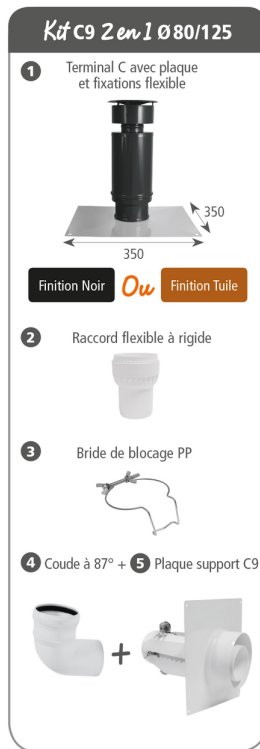 Kit C9 2 en 1 Ø 80/125
1 Terminal C avec plaque
et fixations flexible
350
350
Finition Noir Ou Finition Tuile
2 Raccord flexible à rigide
3 Bride de blocage PP
4 Coude à 87° + 5 Plaque support C9
+